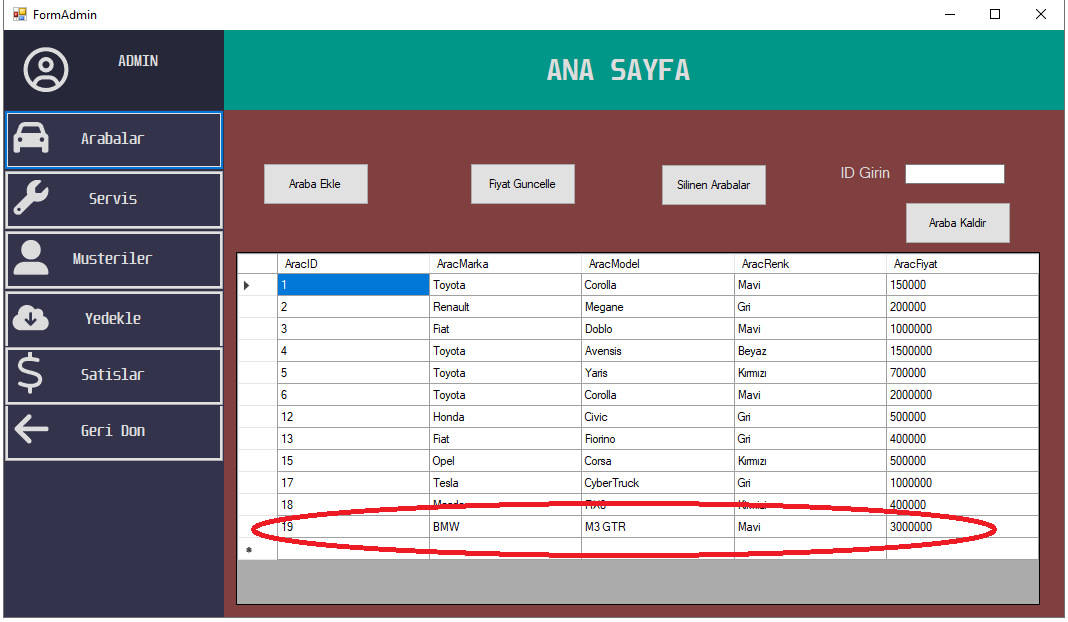 FormAdmin
ADMIN
ANA SAYFA
Arabalar
Servis
Musteriler
Yedekle
Satislar
Geri Don
Araba Ekle
Fiyat Guncelle
Silinen Arabalar
ID Girin
Araba Kaldir
AracID AracMarka AracModel AracRenk AracFiyat
1 Toyota Corolla Mavi 150000
2 Renault Megane Gri 200000
3 Fiat Doblo Mavi 1000000
4 Toyota Avensis Beyaz 1500000
5 Toyota Yaris Kırmızı 700000
6 Toyota Corolla Mavi 2000000
12 Honda Civic Gri 500000
13 Fiat Fiorino Gri 400000
15 Opel Corsa Kırmızı 500000
17 Tesla CyberTruck Gri 1000000
18 400000
19 BMW M3 GTR Mavi 3000000